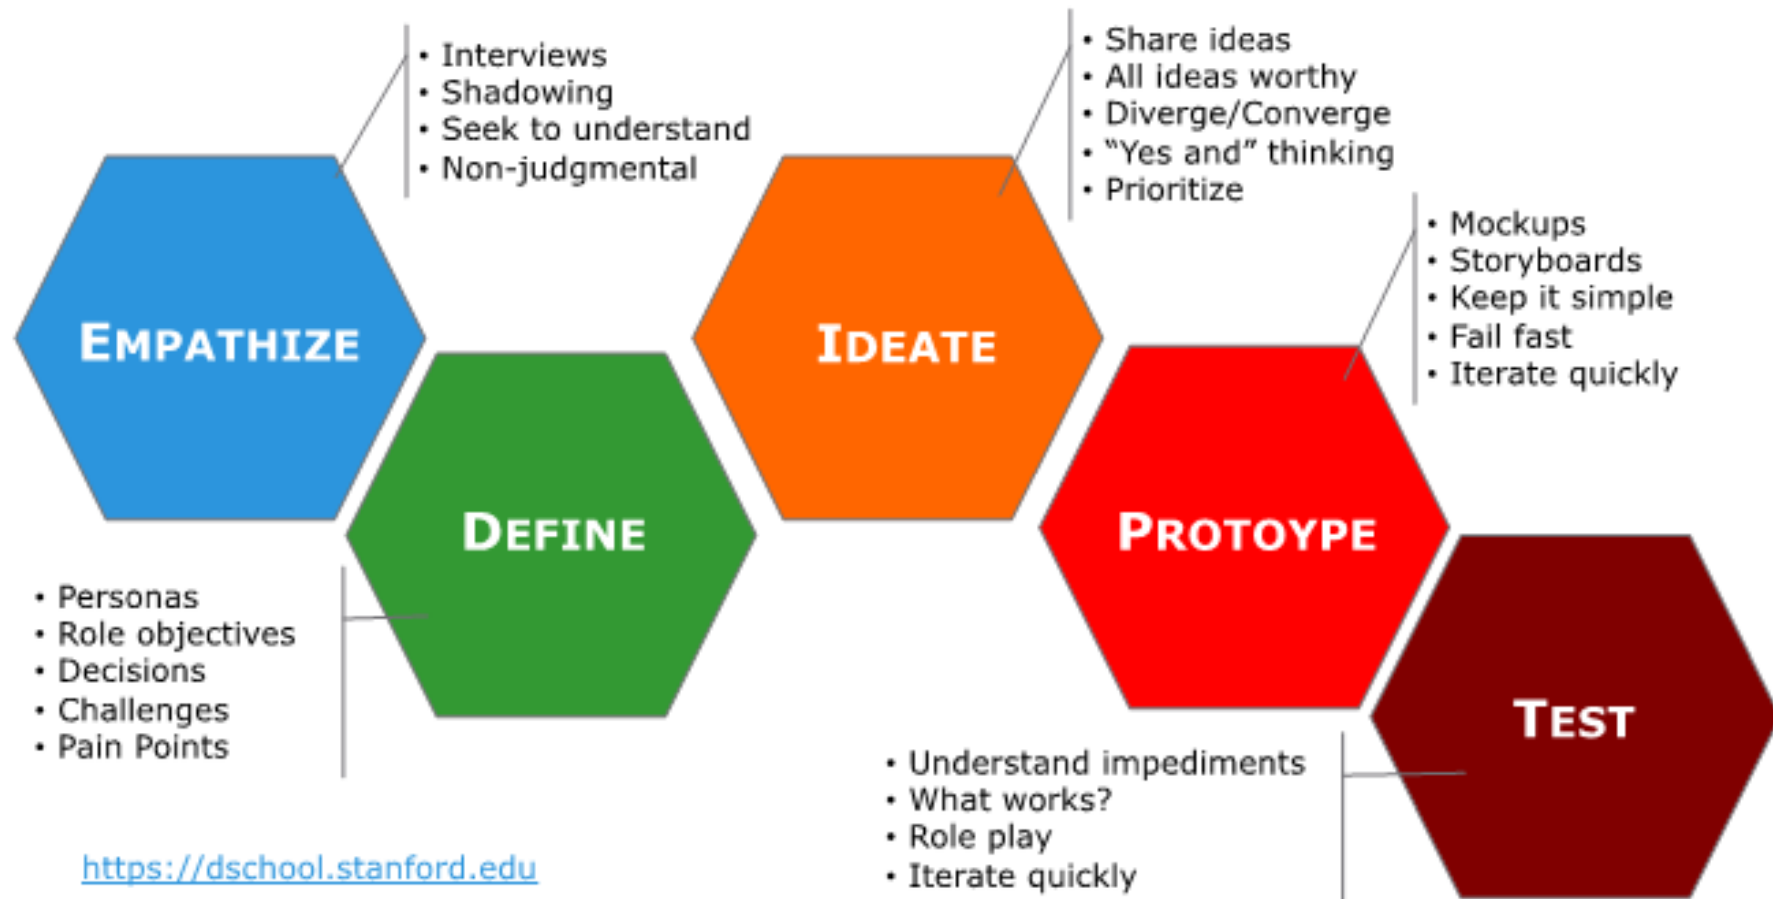 EMPATHIZE
• Interviews
• Shadowing
• Seek to understand
• Non-judgmental
DEFINE
• Personas
• Role objectives
• Decisions
• Challenges
• Pain Points
IDEATE
• Share ideas
• All ideas worthy
• Diverge/Converge
• “Yes and” thinking
• Prioritize
PROTOYPE
• Mockups
• Storyboards
• Keep it simple
• Fail fast
• Iterate quickly
TEST
• Understand impediments
• What works?
• Role play
• Iterate quickly
https://dschool.stanford.edu